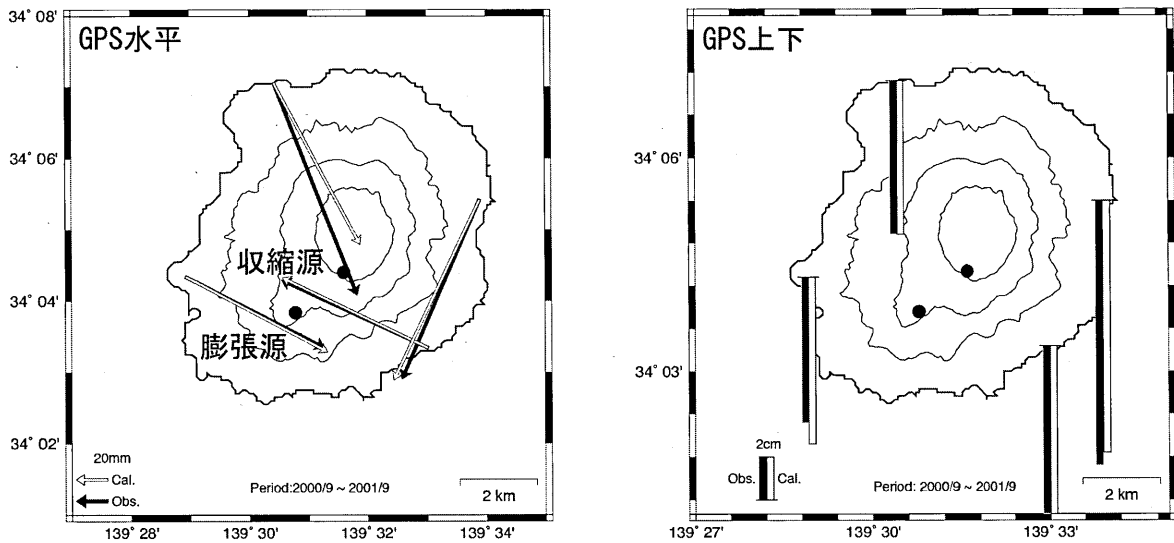 GPS水平
34° 08'
34° 06'
34° 04'
34° 02'
収縮源
膨張源
20mm
Cal.
Obs.
Period:2000/9 ~ 2001/9
2 km
139° 28'
139° 30'
139° 32'
139° 34'
GPS上下
34° 06'
34° 03'
2cm
Obs.
Cal.
Period: 2000/9 ~ 2001/9
2 km
139° 27'
139° 30'
139° 33'